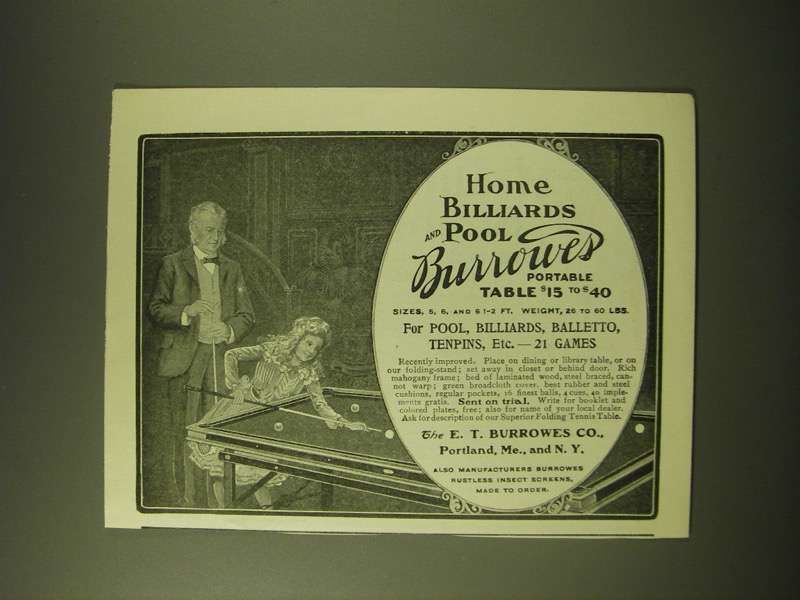 Home
BILLIARDS
AND POOL
Burrowes
PORTABLE
TABLE $15 TO $40
SIZES, 5, 6, AND 6 1-2 FT. WEIGHT, 26 TO 60 LBS.
For POOL, BILLIARDS, BALLETTO,
TENPINS, Etc. — 21 GAMES
Recently improved. Place on dining or library table, or on
our folding-stand; set away in closet or behind door. Rich
mahogany frame; bed of laminated wood, steel braced, can-
not warp; green broadcloth cover, best rubber and steel
cushions, regular pockets, 16 finest balls, 4 cues, 40 imple-
ments gratis. Sent on trial. Write for booklet and
colored plates, free; also for name of your local dealer.
Ask for description of our Superior Folding Tennis Table.
The E. T. BURROWES CO.,
Portland, Me., and N. Y.
ALSO MANUFACTURERS BURROWES
RUSTLESS INSECT SCREENS,
MADE TO ORDER.